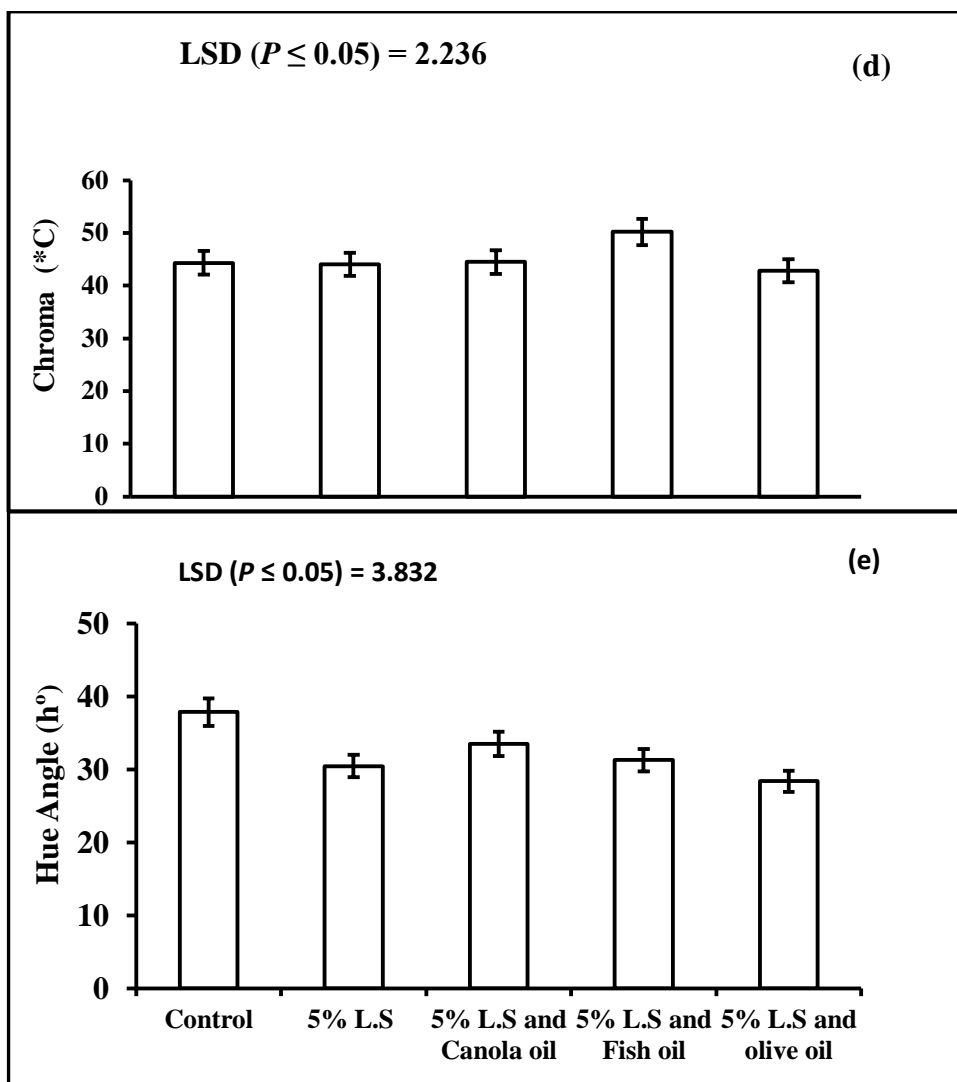 LSD (P ≤ 0.05) = 2.236
(d)
Chroma (*C)
60
50
40
30
20
10
0
LSD (P ≤ 0.05) = 3.832
(e)
Hue Angle (hº)
50
40
30
20
10
0
Control
5% L.S
5% L.S and
Canola oil
5% L.S and
Fish oil
5% L.S and
olive oil